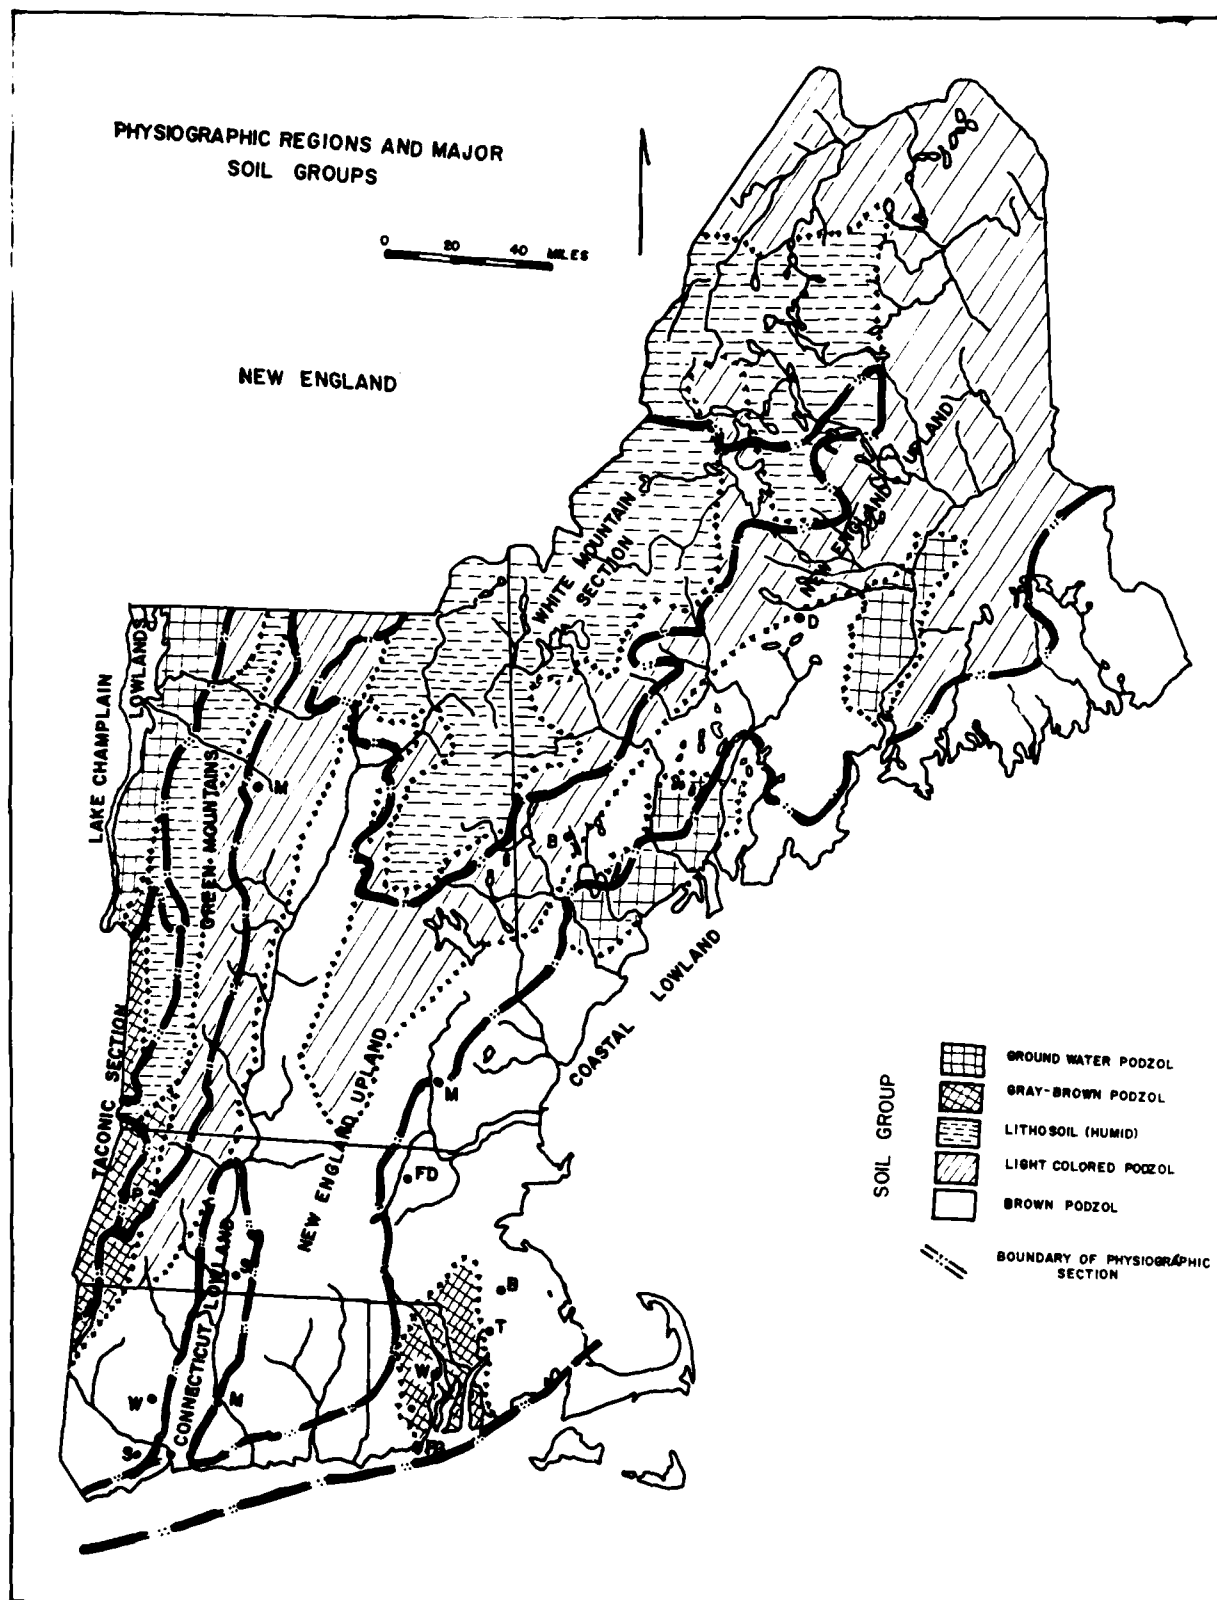 PHYSIOGRAPHIC REGIONS AND MAJOR
SOIL GROUPS
0 20 40 MILES
NEW ENGLAND
NEW ENGLAND UPLAND
WHITE MOUNTAIN
SECTION
D
LAKE CHAMPLAIN
LOWLANDS
GREEN MOUNTAINS
M
B
COASTAL LOWLAND
TACONIC SECTION
NEW ENGLAND UPLAND
M
FD
P
S
CONNECTICUT LOWLAND
B
T
W
W
M
S
SOIL GROUP
GROUND WATER PODZOL
GRAY-BROWN PODZOL
LITHOSOIL (HUMID)
LIGHT COLORED PODZOL
BROWN PODZOL
BOUNDARY OF PHYSIOGRAPHIC
SECTION